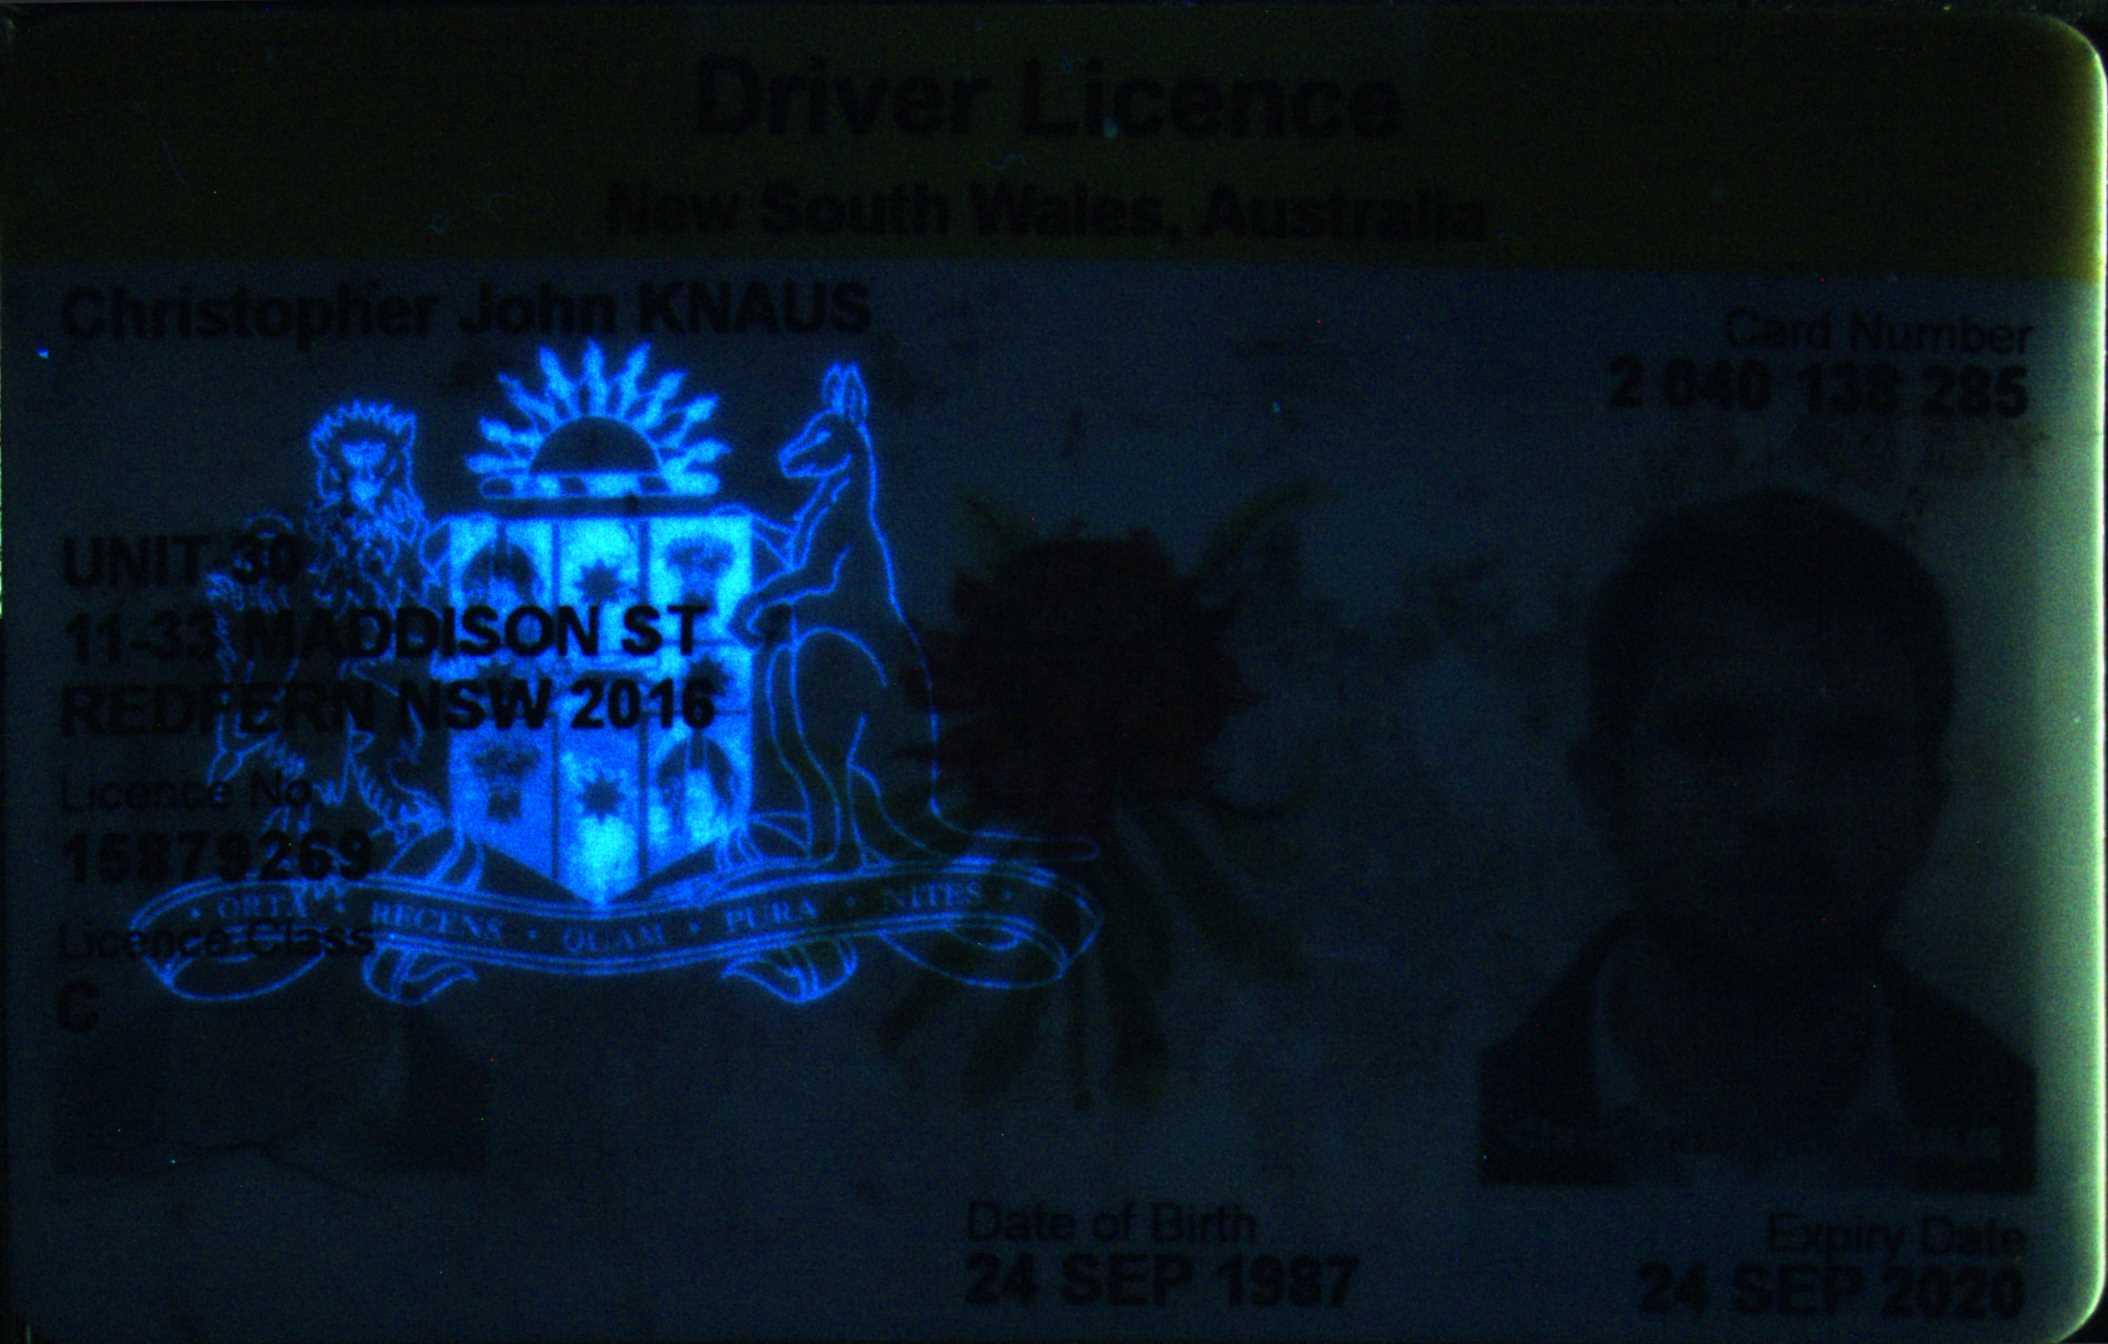 Driver Licence
New South Wales, Australia
Christopher John KNAUS
Card Number
2 040 138 285
UNIT 30
11-33 MADDISON ST
REDFERN NSW 2016
Licence No
15879269
ORTA • RECENS • QUAM • PURA • NITES
Licence Class
C
Date of Birth
24 SEP 1987
Expiry Date
24 SEP 2020